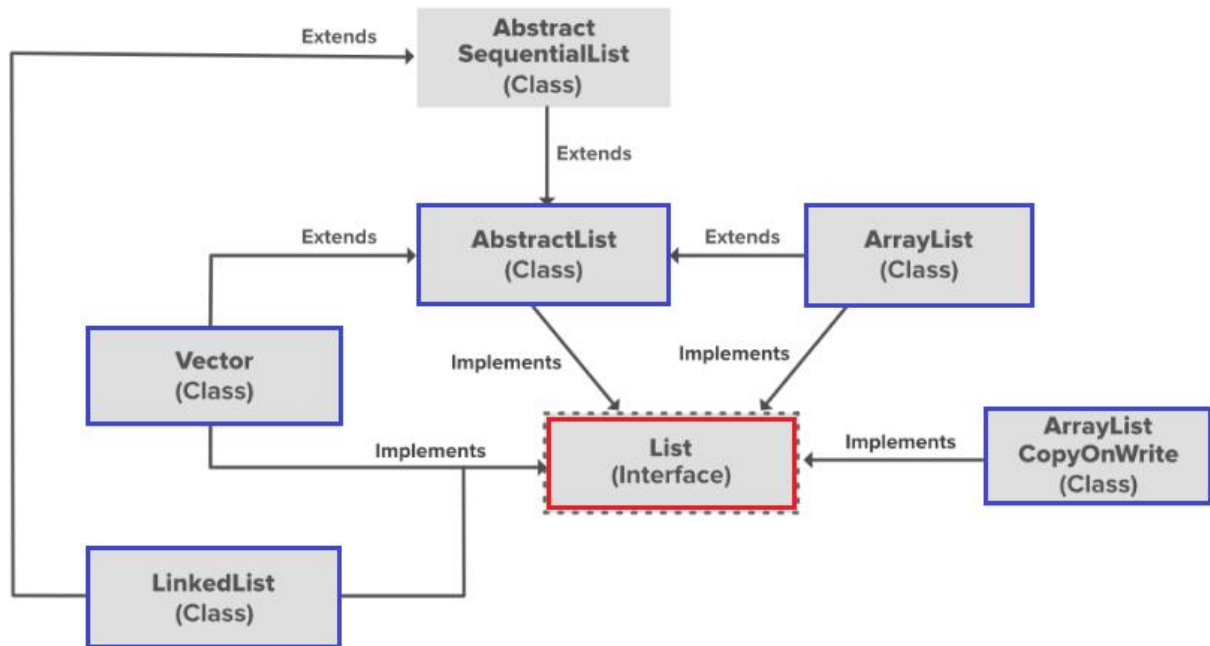 Extends
Abstract
SequentialList
(Class)
Extends
Extends
AbstractList
(Class)
Extends
ArrayList
(Class)
Vector
(Class)
Implements
Implements
Implements
List
(Interface)
Implements
ArrayList
CopyOnWrite
(Class)
LinkedList
(Class)